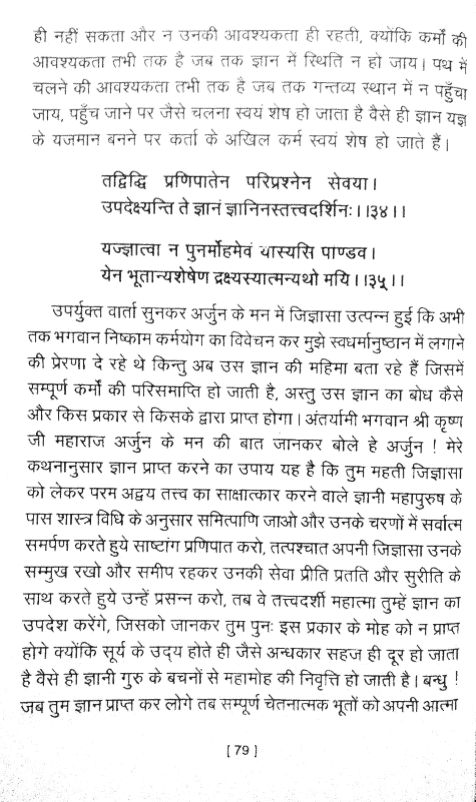 ही नहीं सकता और न उनकी आवश्यकता ही रहती, क्योंकि कर्मों की
आवश्यकता तभी तक है जब तक ज्ञान में स्थिति न हो जाय। पथ में
चलने की आवश्यकता तभी तक है जब तक गन्तव्य स्थान में न पहुँचा
जाय, पहुँच जाने पर जैसे चलना स्वयं शेष हो जाता है वैसे ही ज्ञान यज्ञ
के यजमान बनने पर कर्ता के अखिल कर्म स्वयं शेष हो जाते हैं।
तद्विद्धि प्रणिपातेन परिप्रश्नेन सेवया।
उपदेक्ष्यन्ति ते ज्ञानं ज्ञानिनस्तत्त्वदर्शिनः।।३४।।
यज्ज्ञात्वा न पुनर्मोहमेवं यास्यसि पाण्डव।
येन भूतान्यशेषेण द्रक्ष्यस्यात्मन्यथो मयि।।३५।।
उपर्युक्त वार्ता सुनकर अर्जुन के मन में जिज्ञासा उत्पन्न हुई कि अभी
तक भगवान निष्काम कर्मयोग का विवेचन कर मुझे स्वधर्मानुष्ठान में लगाने
की प्रेरणा दे रहे थे किन्तु अब उस ज्ञान की महिमा बता रहे हैं जिसमें
सम्पूर्ण कर्मों की परिसमाप्ति हो जाती है, अस्तु उस ज्ञान का बोध कैसे
और किस प्रकार से किसके द्वारा प्राप्त होगा। अंतर्यामी भगवान श्री कृष्ण
जी महाराज अर्जुन के मन की बात जानकर बोले हे अर्जुन ! मेरे
कथनानुसार ज्ञान प्राप्त करने का उपाय यह है कि तुम महती जिज्ञासा
को लेकर परम अद्वय तत्त्व का साक्षात्कार करने वाले ज्ञानी महापुरुष के
पास शास्त्र विधि के अनुसार समित्पाणि जाओ और उनके चरणों में सर्वात्म
समर्पण करते हुये साष्टांग प्रणिपात करो, तत्पश्चात अपनी जिज्ञासा उनके
सम्मुख रखो और समीप रहकर उनकी सेवा प्रीति प्रतति और सुरीति के
साथ करते हुये उन्हें प्रसन्न करो, तब वे तत्त्वदर्शी महात्मा तुम्हें ज्ञान का
उपदेश करेंगे, जिसको जानकर तुम पुनः इस प्रकार के मोह को न प्राप्त
होगे क्योंकि सूर्य के उदय होते ही जैसे अन्धकार सहज ही दूर हो जाता
है वैसे ही ज्ञानी गुरु के बचनों से महामोह की निवृत्ति हो जाती है। बन्धु !
जब तुम ज्ञान प्राप्त कर लोगे तब सम्पूर्ण चेतनात्मक भूतों को अपनी आत्मा
[ 79 ]